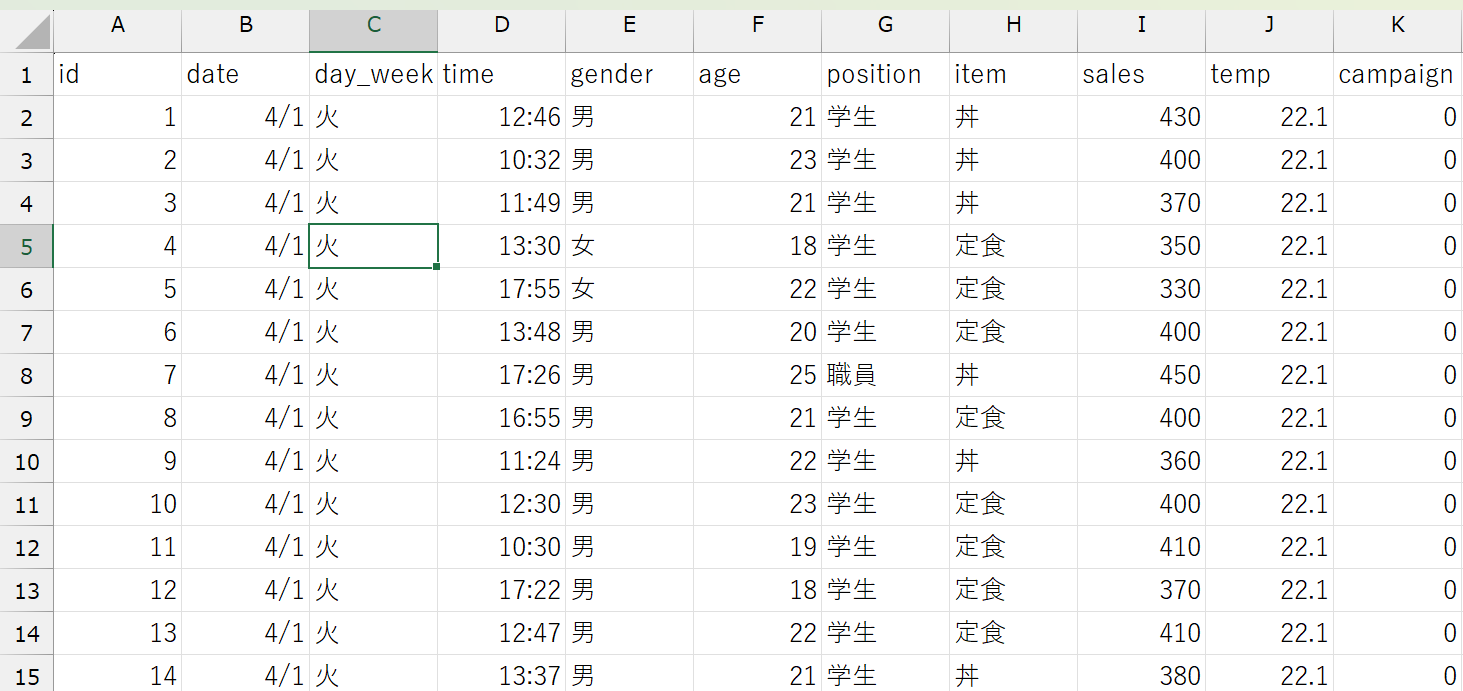 A B C D E F G H I J K
1 id date day_week time gender age position item sales temp campaign
2 1 4/1 火 12:46 男 21 学生 丼 430 22.1 0
3 2 4/1 火 10:32 男 23 学生 丼 400 22.1 0
4 3 4/1 火 11:49 男 21 学生 丼 370 22.1 0
5 4 4/1 火 13:30 女 18 学生 定食 350 22.1 0
6 5 4/1 火 17:55 女 22 学生 定食 330 22.1 0
7 6 4/1 火 13:48 男 20 学生 定食 400 22.1 0
8 7 4/1 火 17:26 男 25 職員 丼 450 22.1 0
9 8 4/1 火 16:55 男 21 学生 定食 400 22.1 0
10 9 4/1 火 11:24 男 22 学生 丼 360 22.1 0
11 10 4/1 火 12:30 男 23 学生 定食 400 22.1 0
12 11 4/1 火 10:30 男 19 学生 定食 410 22.1 0
13 12 4/1 火 17:22 男 18 学生 定食 370 22.1 0
14 13 4/1 火 12:47 男 22 学生 定食 410 22.1 0
15 14 4/1 火 13:37 男 21 学生 丼 380 22.1 0